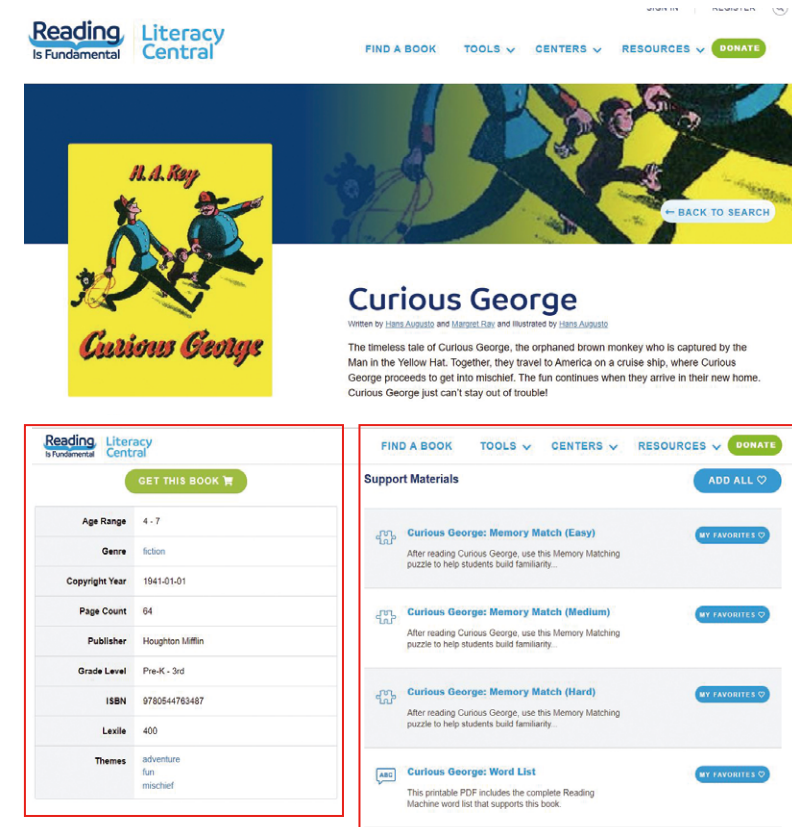 SIGN IN REGISTER
Reading
Is Fundamental
Literacy
Central
FIND A BOOK TOOLS CENTERS RESOURCES DONATE
H. A. Rey
Curious George
← BACK TO SEARCH
Curious George
Written by Hans Augusto and Margret Ray and Illustrated by Hans Augusto
The timeless tale of Curious George, the orphaned brown monkey who is captured by the
Man in the Yellow Hat. Together, they travel to America on a cruise ship, where Curious
George proceeds to get into mischief. The fun continues when they arrive in their new home.
Curious George just can't stay out of trouble!
Reading
Is Fundamental
Literacy
Central
GET THIS BOOK
Age Range 4 - 7
Genre fiction
Copyright Year 1941-01-01
Page Count 64
Publisher Houghton Mifflin
Grade Level Pre-K - 3rd
ISBN 9780544763487
Lexile 400
Themes adventure
fun
mischief
FIND A BOOK TOOLS CENTERS RESOURCES DONATE
Support Materials ADD ALL
Curious George: Memory Match (Easy) MY FAVORITES
After reading Curious George, use this Memory Matching
puzzle to help students build familiarity...
Curious George: Memory Match (Medium) MY FAVORITES
After reading Curious George, use this Memory Matching
puzzle to help students build familiarity...
Curious George: Memory Match (Hard) MY FAVORITES
After reading Curious George, use this Memory Matching
puzzle to help students build familiarity...
ABC Curious George: Word List MY FAVORITES
This printable PDF includes the complete Reading
Machine word list that supports this book.